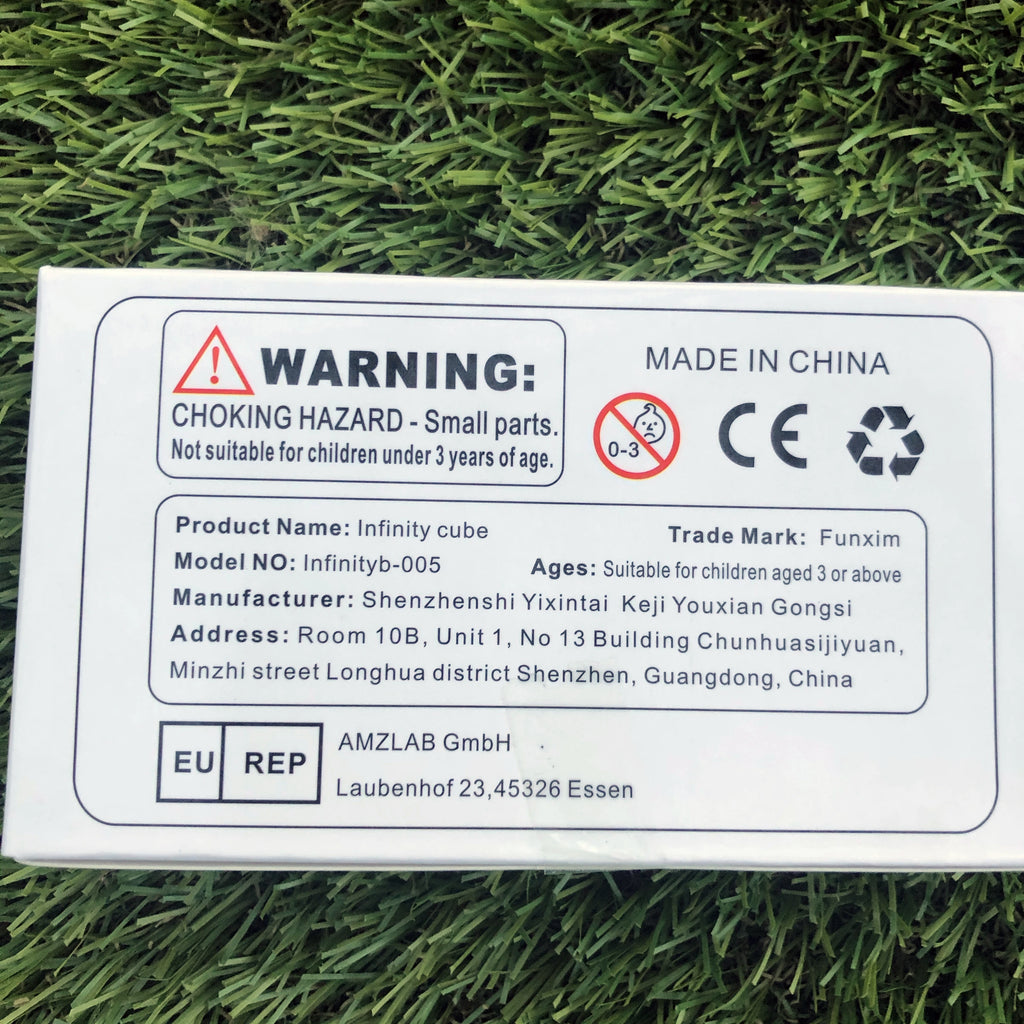 WARNING:
CHOKING HAZARD - Small parts.
Not suitable for children under 3 years of age.
MADE IN CHINA
0-3
CE
Product Name: Infinity cube
Trade Mark: Funxim
Model NO: Infinityb-005
Ages: Suitable for children aged 3 or above
Manufacturer: Shenzhenshi Yixintai Keji Youxian Gongsi
Address: Room 10B, Unit 1, No 13 Building Chunhuasijiyuan,
Minzhi street Longhua district Shenzhen, Guangdong, China
EU REP
AMZLAB GmbH
Laubenhof 23,45326 Essen